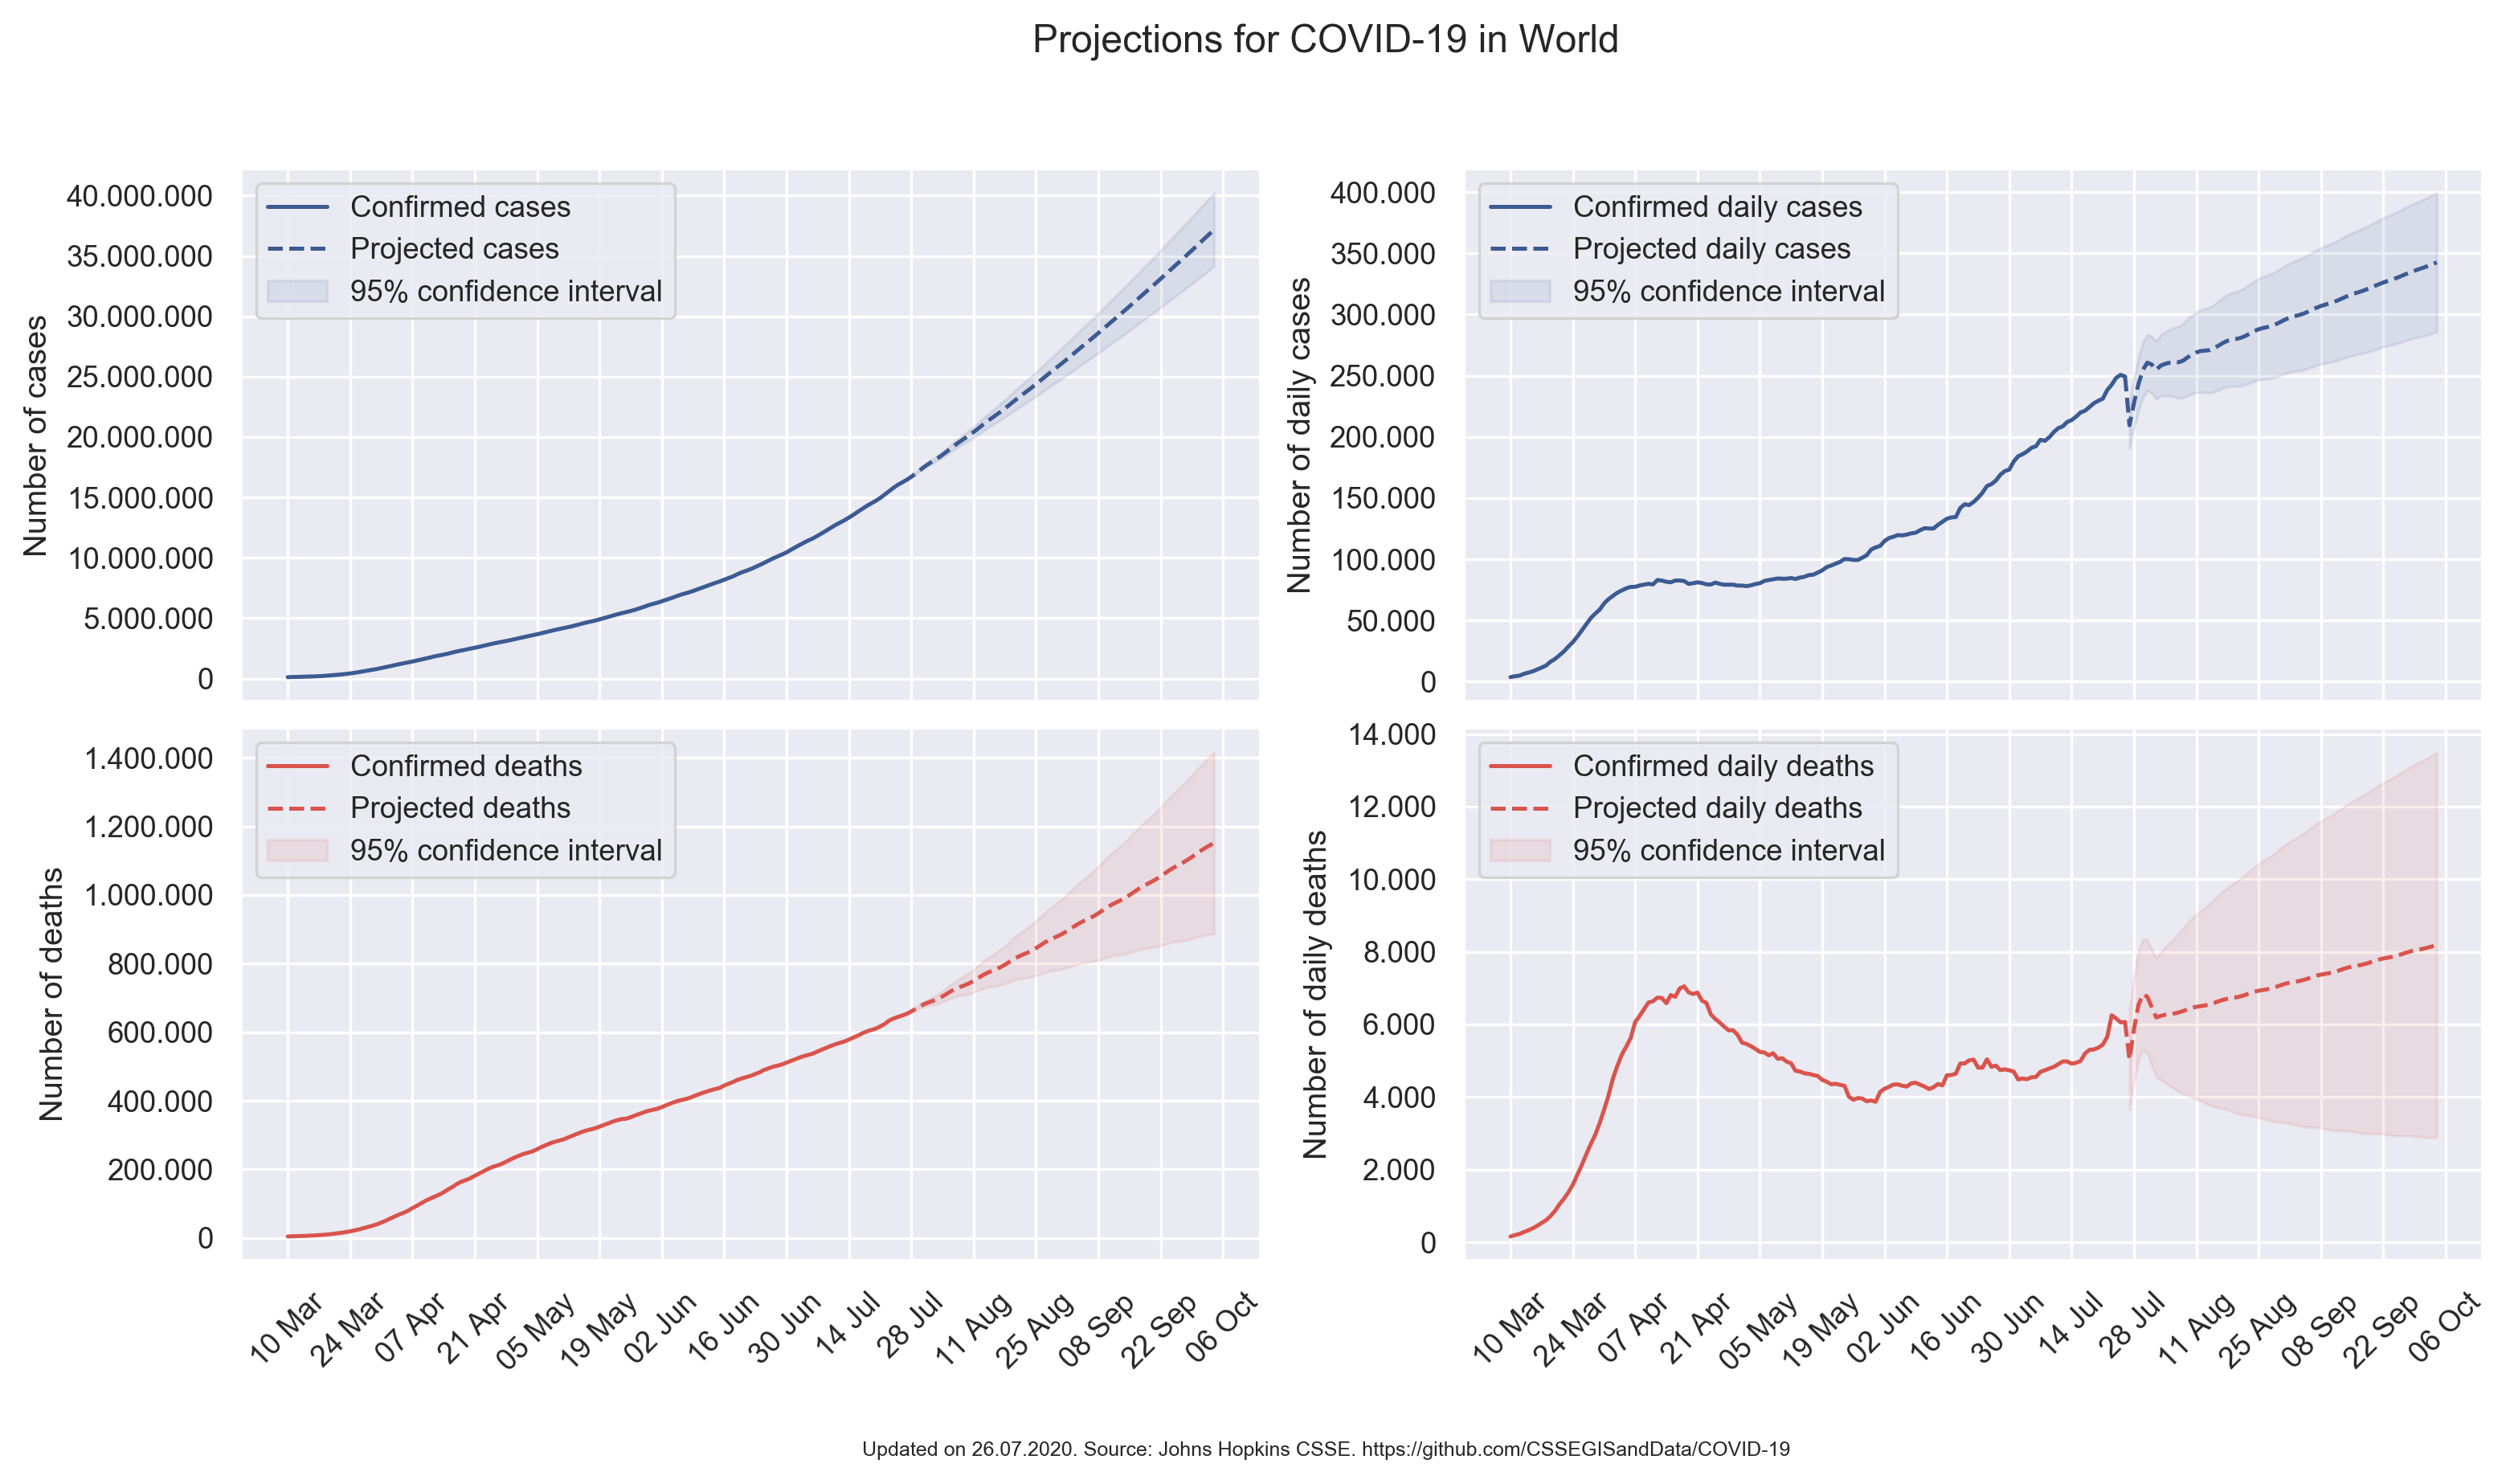 Projections for COVID-19 in World
Number of cases
40.000.000
35.000.000
30.000.000
25.000.000
20.000.000
15.000.000
10.000.000
5.000.000
0
Confirmed cases
Projected cases
95% confidence interval
Number of daily cases
400.000
350.000
300.000
250.000
200.000
150.000
100.000
50.000
0
Confirmed daily cases
Projected daily cases
95% confidence interval
Number of deaths
1.400.000
1.200.000
1.000.000
800.000
600.000
400.000
200.000
0
Confirmed deaths
Projected deaths
95% confidence interval
10 Mar
24 Mar
07 Apr
21 Apr
05 May
19 May
02 Jun
16 Jun
30 Jun
14 Jul
28 Jul
11 Aug
25 Aug
08 Sep
22 Sep
06 Oct
Number of daily deaths
14.000
12.000
10.000
8.000
6.000
4.000
2.000
0
Confirmed daily deaths
Projected daily deaths
95% confidence interval
10 Mar
24 Mar
07 Apr
21 Apr
05 May
19 May
02 Jun
16 Jun
30 Jun
14 Jul
28 Jul
11 Aug
25 Aug
08 Sep
22 Sep
06 Oct
Updated on 26.07.2020. Source: Johns Hopkins CSSE. https://github.com/CSSEGISandData/COVID-19